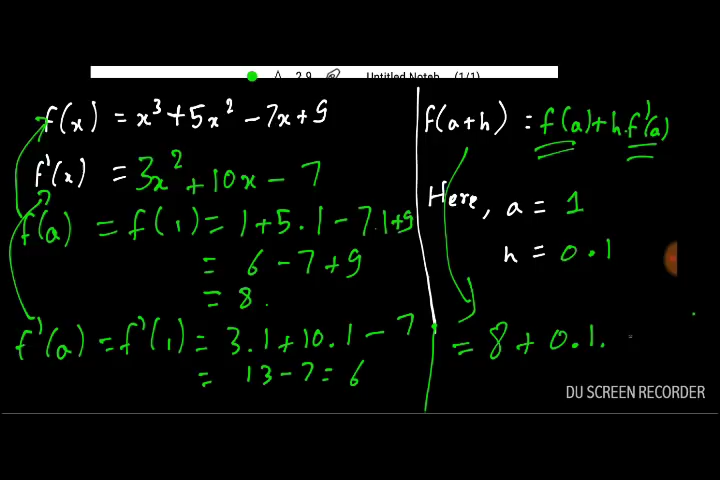 2.9 Untitled Noteb (1/1)
f(x) = x³ + 5x² - 7x + 9
f'(x) = 3x² + 10x - 7
f(a) = f(1) = 1 + 5.1 - 7.1 + 9
= 6 - 7 + 9
= 8.
f'(a) = f'(1) = 3.1 + 10.1 - 7
= 13 - 7 = 6
f(a+h) = f(a) + h.f'(a)
Here, a = 1
h = 0.1
= 8 + 0.1.
DU SCREEN RECORDER